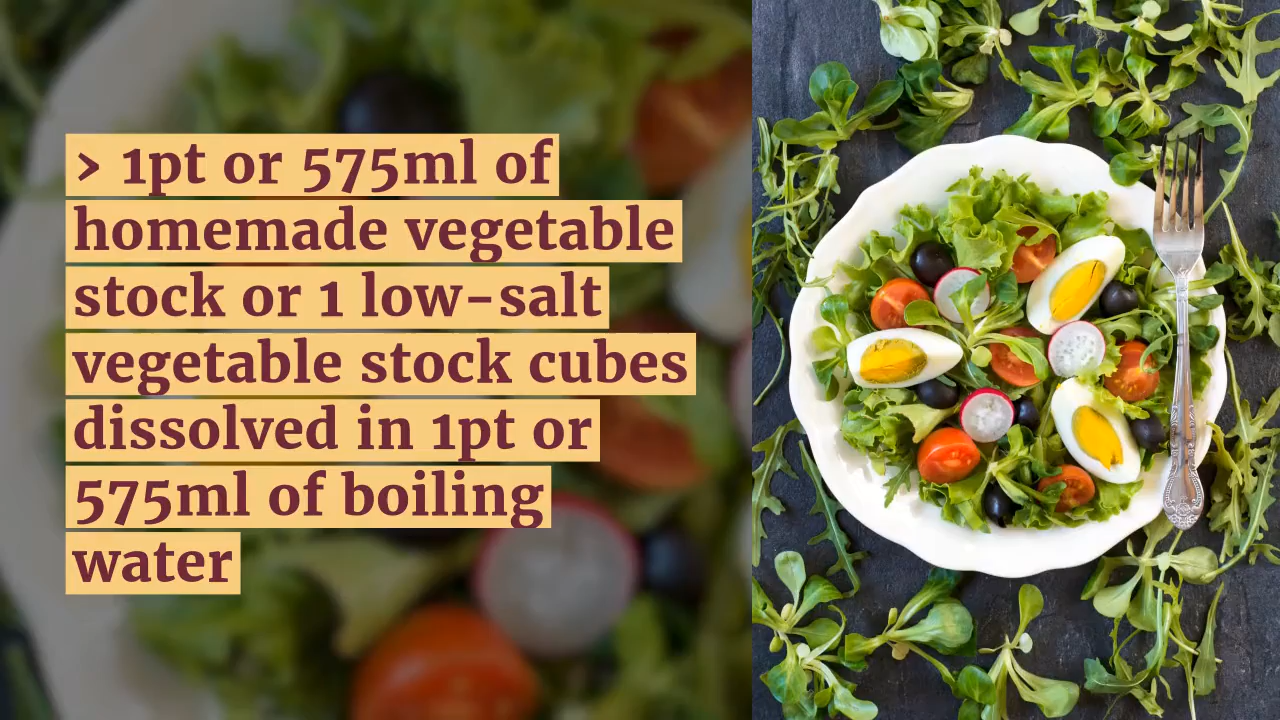 > 1pt or 575ml of
homemade vegetable
stock or 1 low-salt
vegetable stock cubes
dissolved in 1pt or
575ml of boiling
water